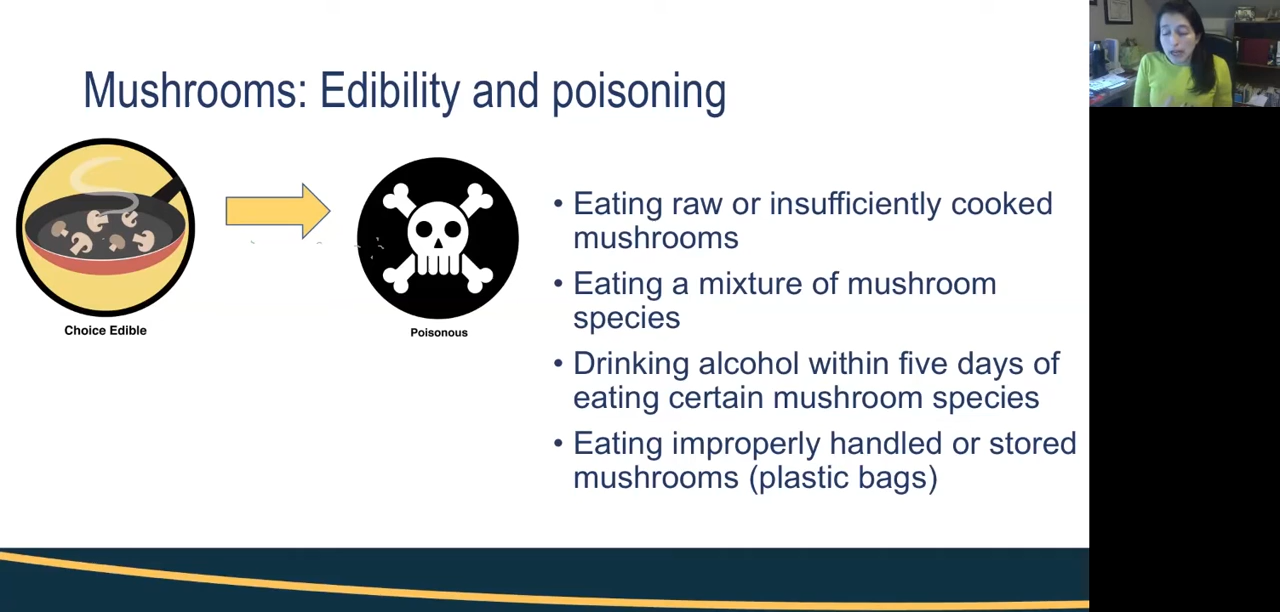 Mushrooms: Edibility and poisoning
Choice Edible
Poisonous
• Eating raw or insufficiently cooked
mushrooms
• Eating a mixture of mushroom
species
• Drinking alcohol within five days of
eating certain mushroom species
• Eating improperly handled or stored
mushrooms (plastic bags)